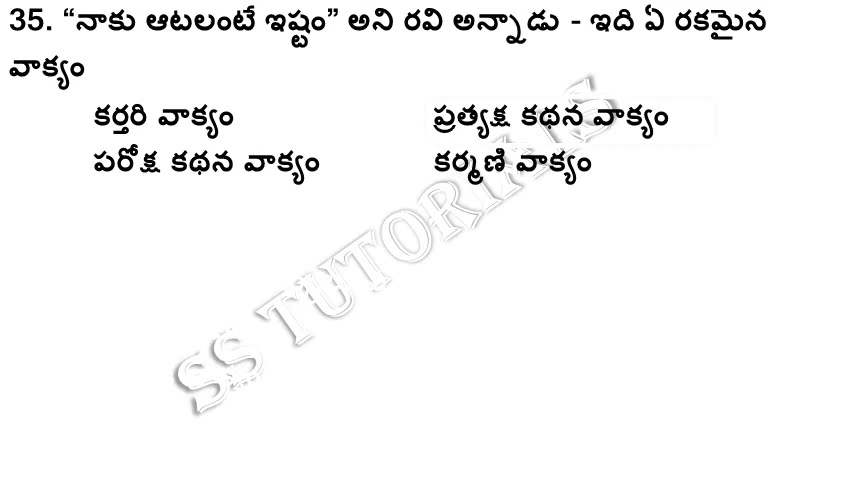 35. “నాకు ఆటలంటే ఇష్టం” అని రవి అన్నాడు - ఇది ఏ రకమైన
వాక్యం
కర్తరి వాక్యం ప్రత్యక్ష కథన వాక్యం
పరోక్ష కథన వాక్యం కర్మణి వాక్యం
SS TUTORIALS